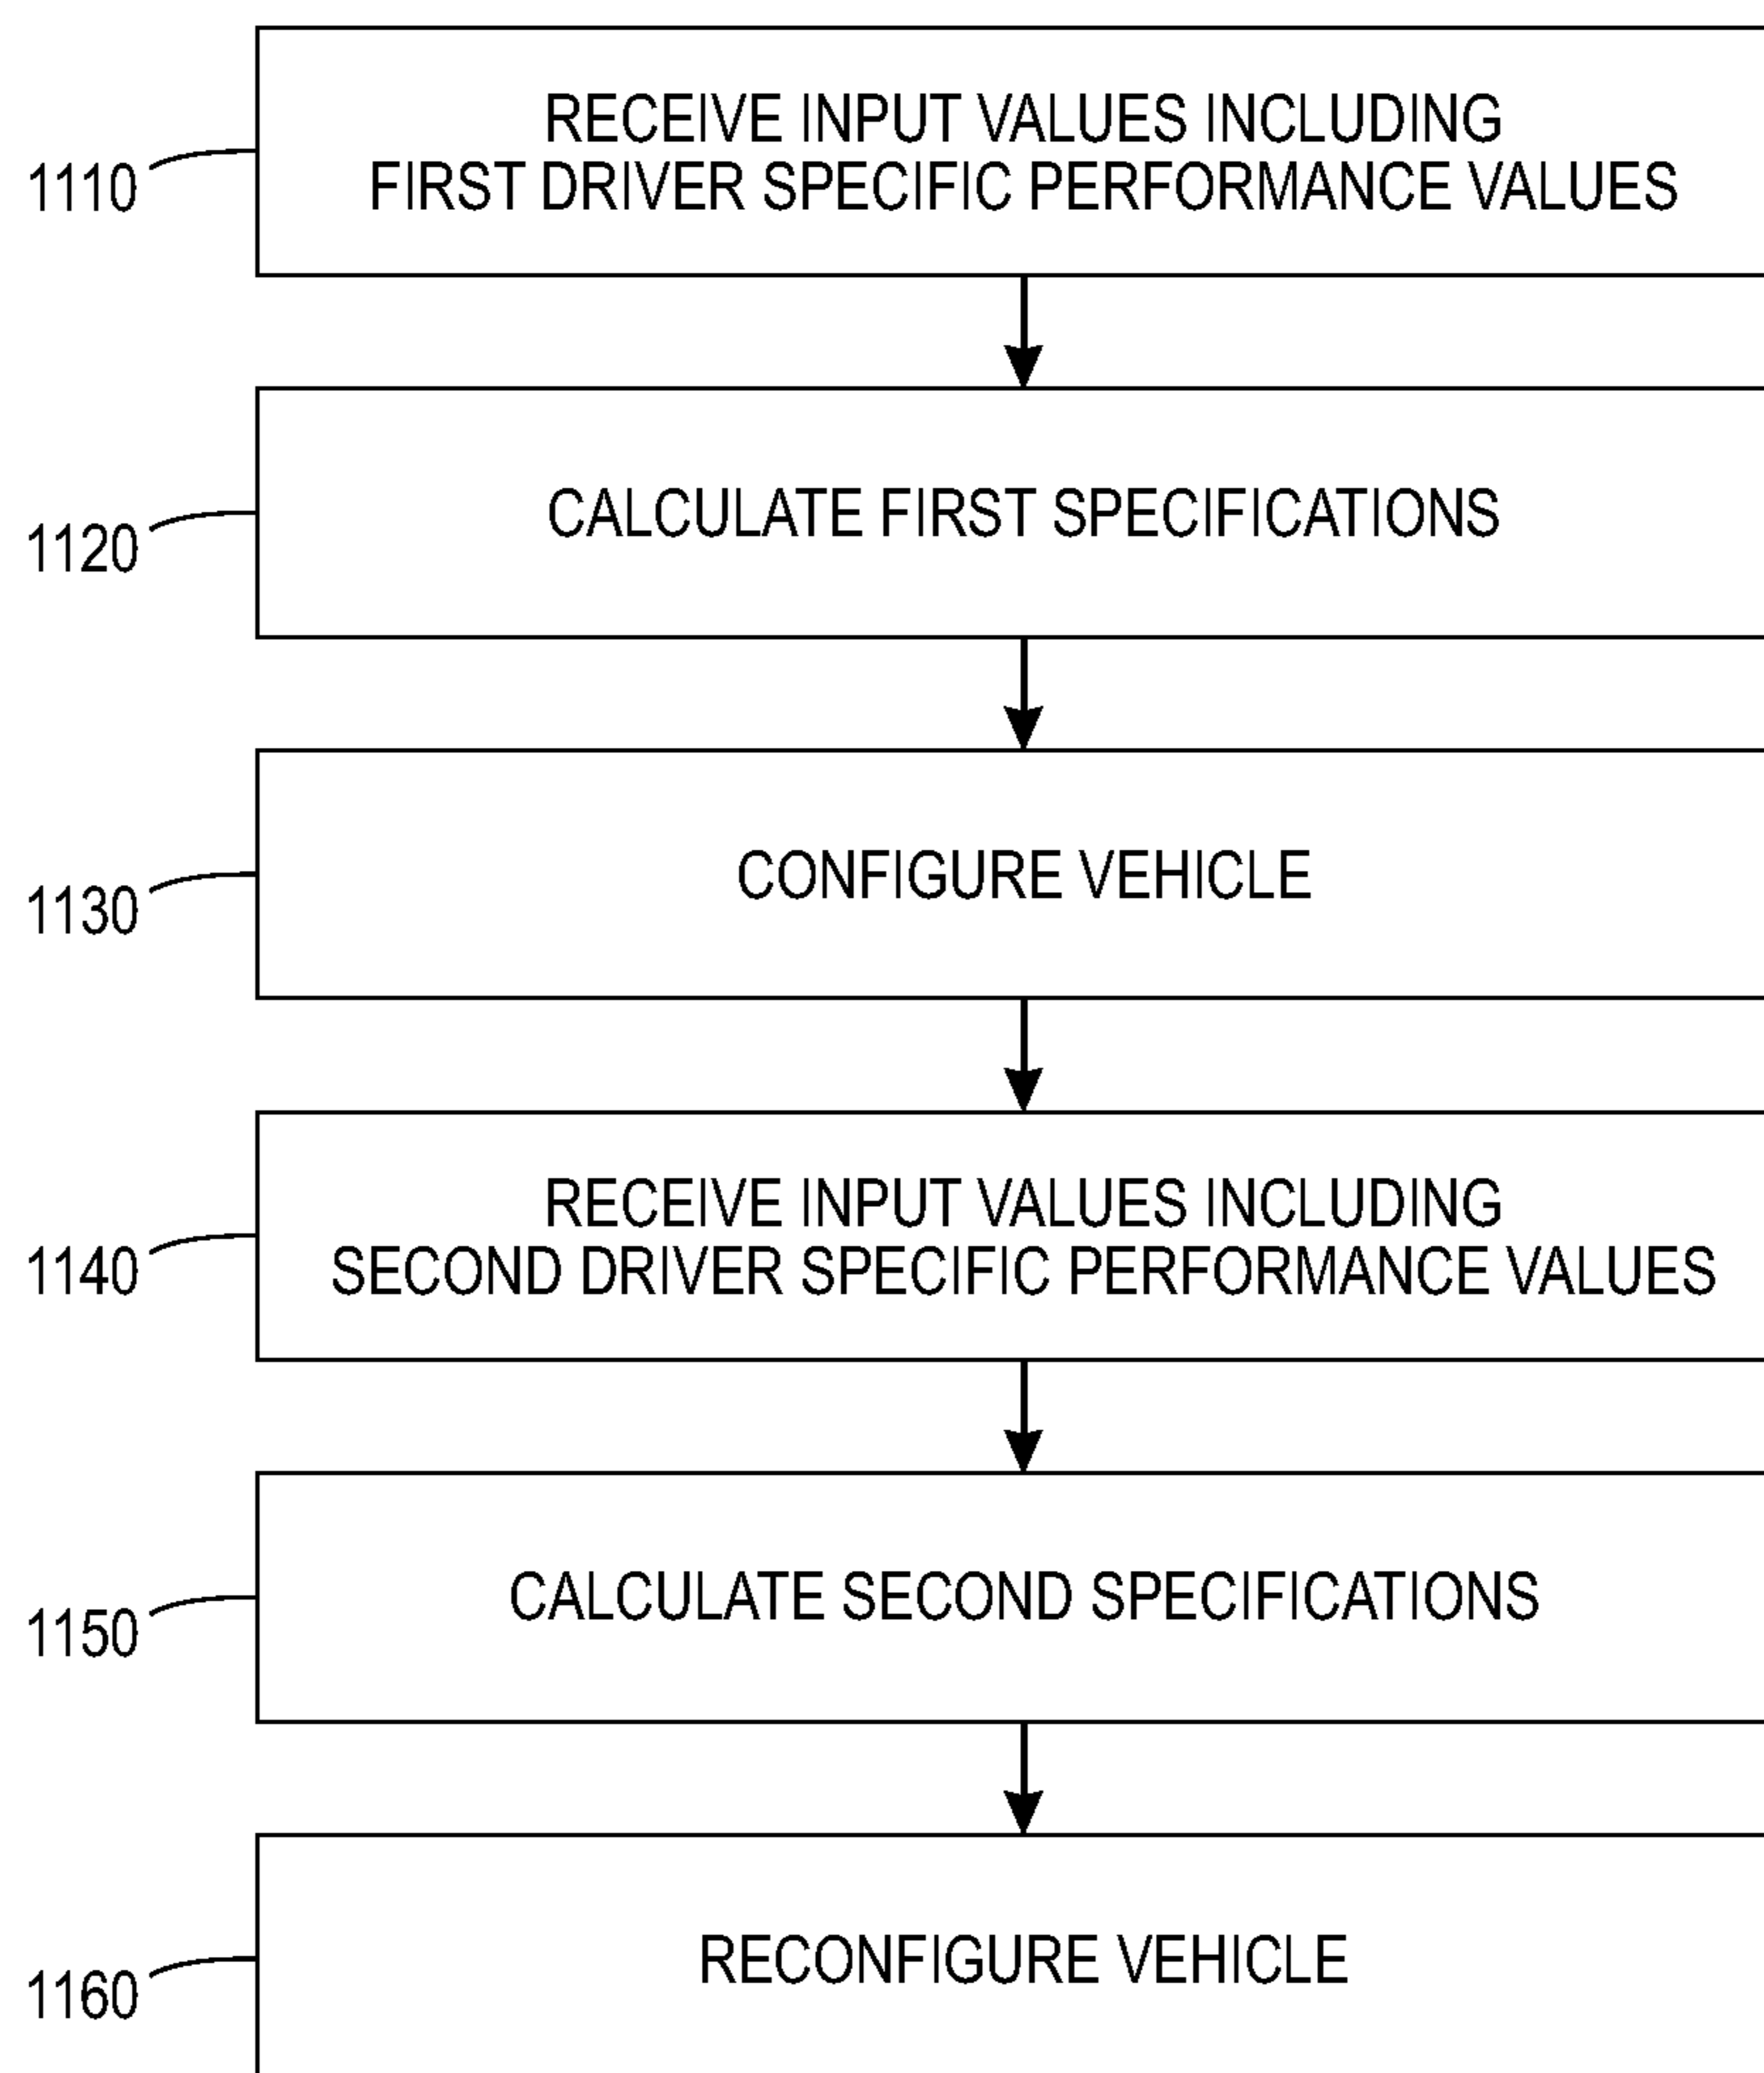 RECEIVE INPUT VALUES INCLUDING
FIRST DRIVER SPECIFIC PERFORMANCE VALUES
1110
CALCULATE FIRST SPECIFICATIONS
1120
CONFIGURE VEHICLE
1130
RECEIVE INPUT VALUES INCLUDING
SECOND DRIVER SPECIFIC PERFORMANCE VALUES
1140
CALCULATE SECOND SPECIFICATIONS
1150
RECONFIGURE VEHICLE
1160